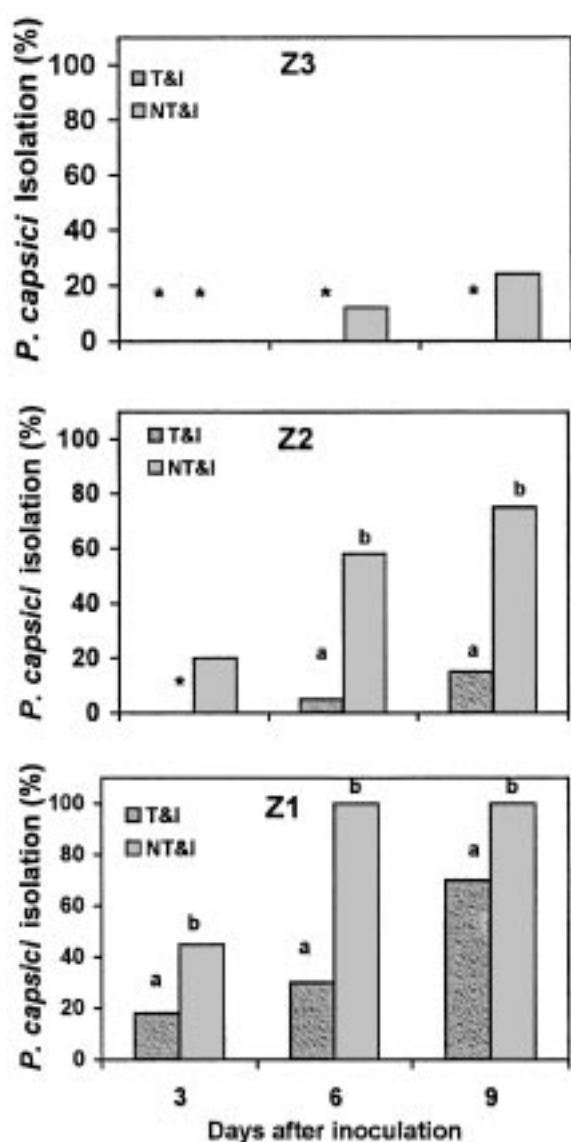 Z3
T&I
NT&I
P. capsici Isolation (%)
100
80
60
40
20
0
* * * *
Z2
T&I
NT&I
P. capsici isolation (%)
100
80
60
40
20
0
* a b a b
Z1
T&I
NT&I
P. capsici isolation (%)
100
80
60
40
20
0
a b a b a b
3 6 9
Days after inoculation